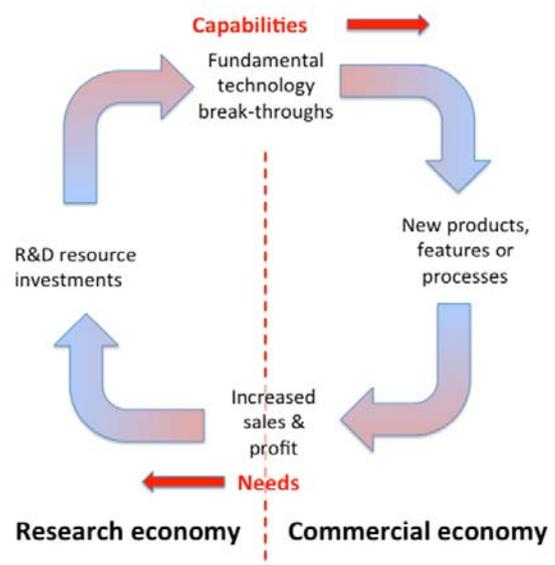 Capabilities
Fundamental
technology
break-throughs
New products,
features or
processes
R&D resource
investments
Increased
sales &
profit
Needs
Research economy
Commercial economy